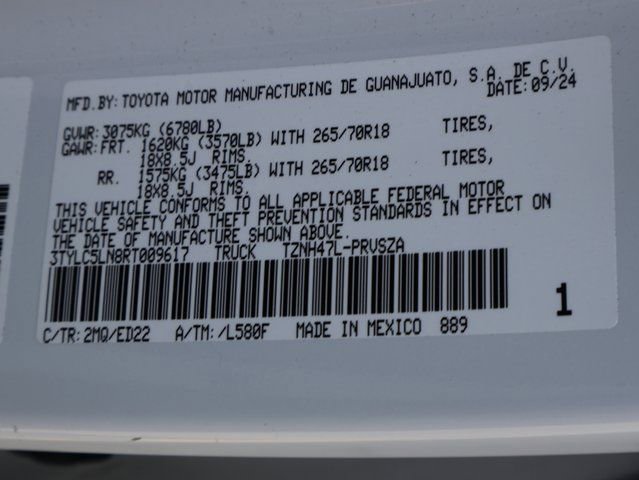 MFD.BY: TOYOTA MOTOR MANUFACTURING DE GUANAJUATO, S.A. DE C.V.
DATE: 09/24
GVWR: 3075KG (6780LB)
GAWR: FRT. 1620KG (3570LB) WITH 265/70R18 TIRES,
18X8.5J RIMS.
RR. 1575KG (3475LB) WITH 265/70R18 TIRES,
18X8.5J RIMS.
THIS VEHICLE CONFORMS TO ALL APPLICABLE FEDERAL MOTOR
VEHICLE SAFETY AND THEFT PREVENTION STANDARDS IN EFFECT ON
THE DATE OF MANUFACTURE SHOWN ABOVE.
3TYLC5LN8RT009617 TRUCK TZNH47L-PRVSZA
1
C/TR: 2MQ/ED22 A/TM: /L580F MADE IN MEXICO 889